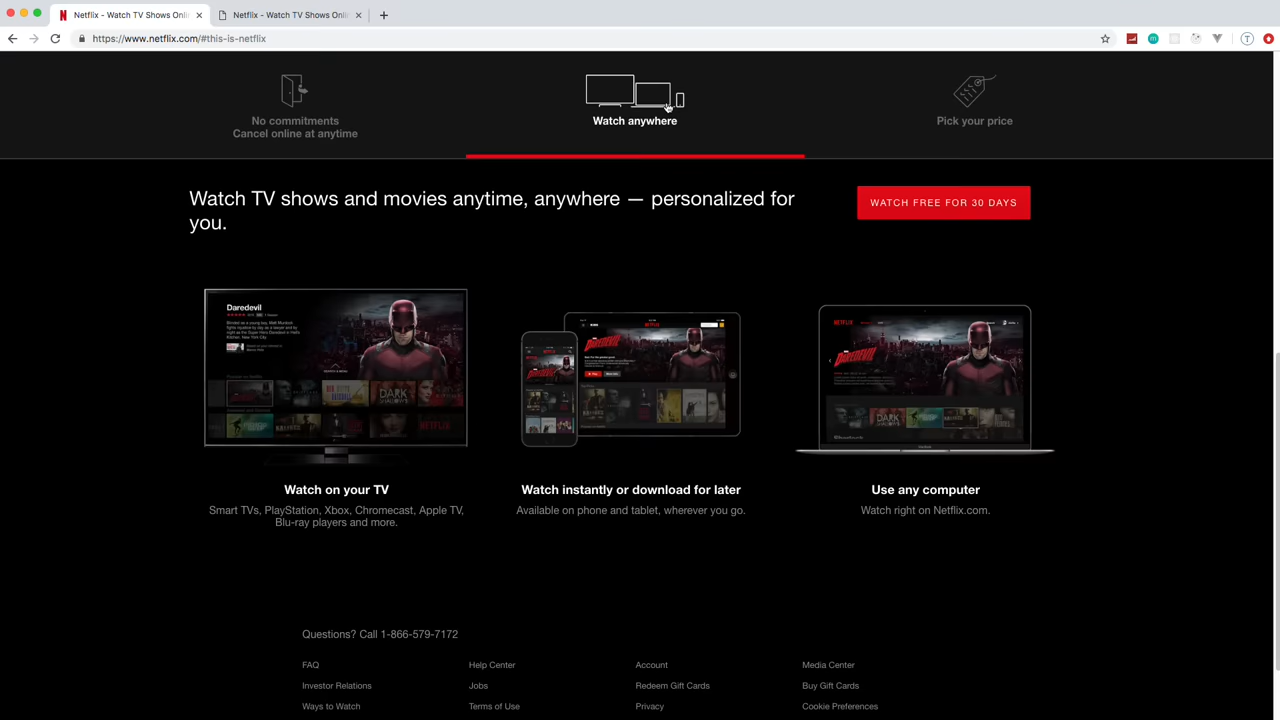 Netflix - Watch TV Shows Onli
Netflix - Watch TV Shows Onli
https://www.netflix.com/#this-is-netflix
No commitments
Cancel online at anytime
Watch anywhere
Pick your price
Watch TV shows and movies anytime, anywhere — personalized for
you.
WATCH FREE FOR 30 DAYS
Daredevil
NETFLIX
DAREDEVIL
NETFLIX
DAREDEVIL
Watch on your TV
Smart TVs, PlayStation, Xbox, Chromecast, Apple TV,
Blu-ray players and more.
Watch instantly or download for later
Available on phone and tablet, wherever you go.
Use any computer
Watch right on Netflix.com.
Questions? Call 1-866-579-7172
FAQ
Help Center
Account
Media Center
Investor Relations
Jobs
Redeem Gift Cards
Buy Gift Cards
Ways to Watch
Terms of Use
Privacy
Cookie Preferences